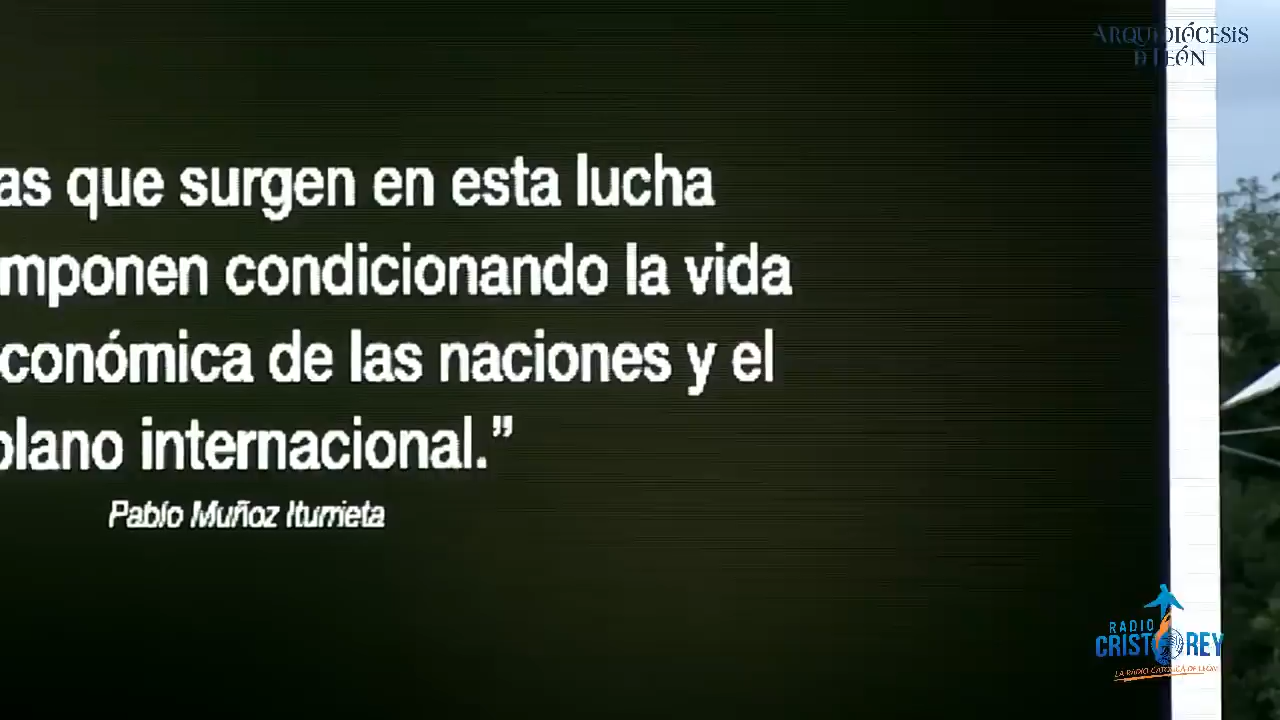 ARQUIDIÓCESIS
DE LEÓN
as que surgen en esta lucha
mponen condicionando la vida
conómica de las naciones y el
plano internacional.”
Pablo Muñoz Iturrieta
RADIO
CRISTO REY
LA RADIO CATÓLICA DE LEÓN